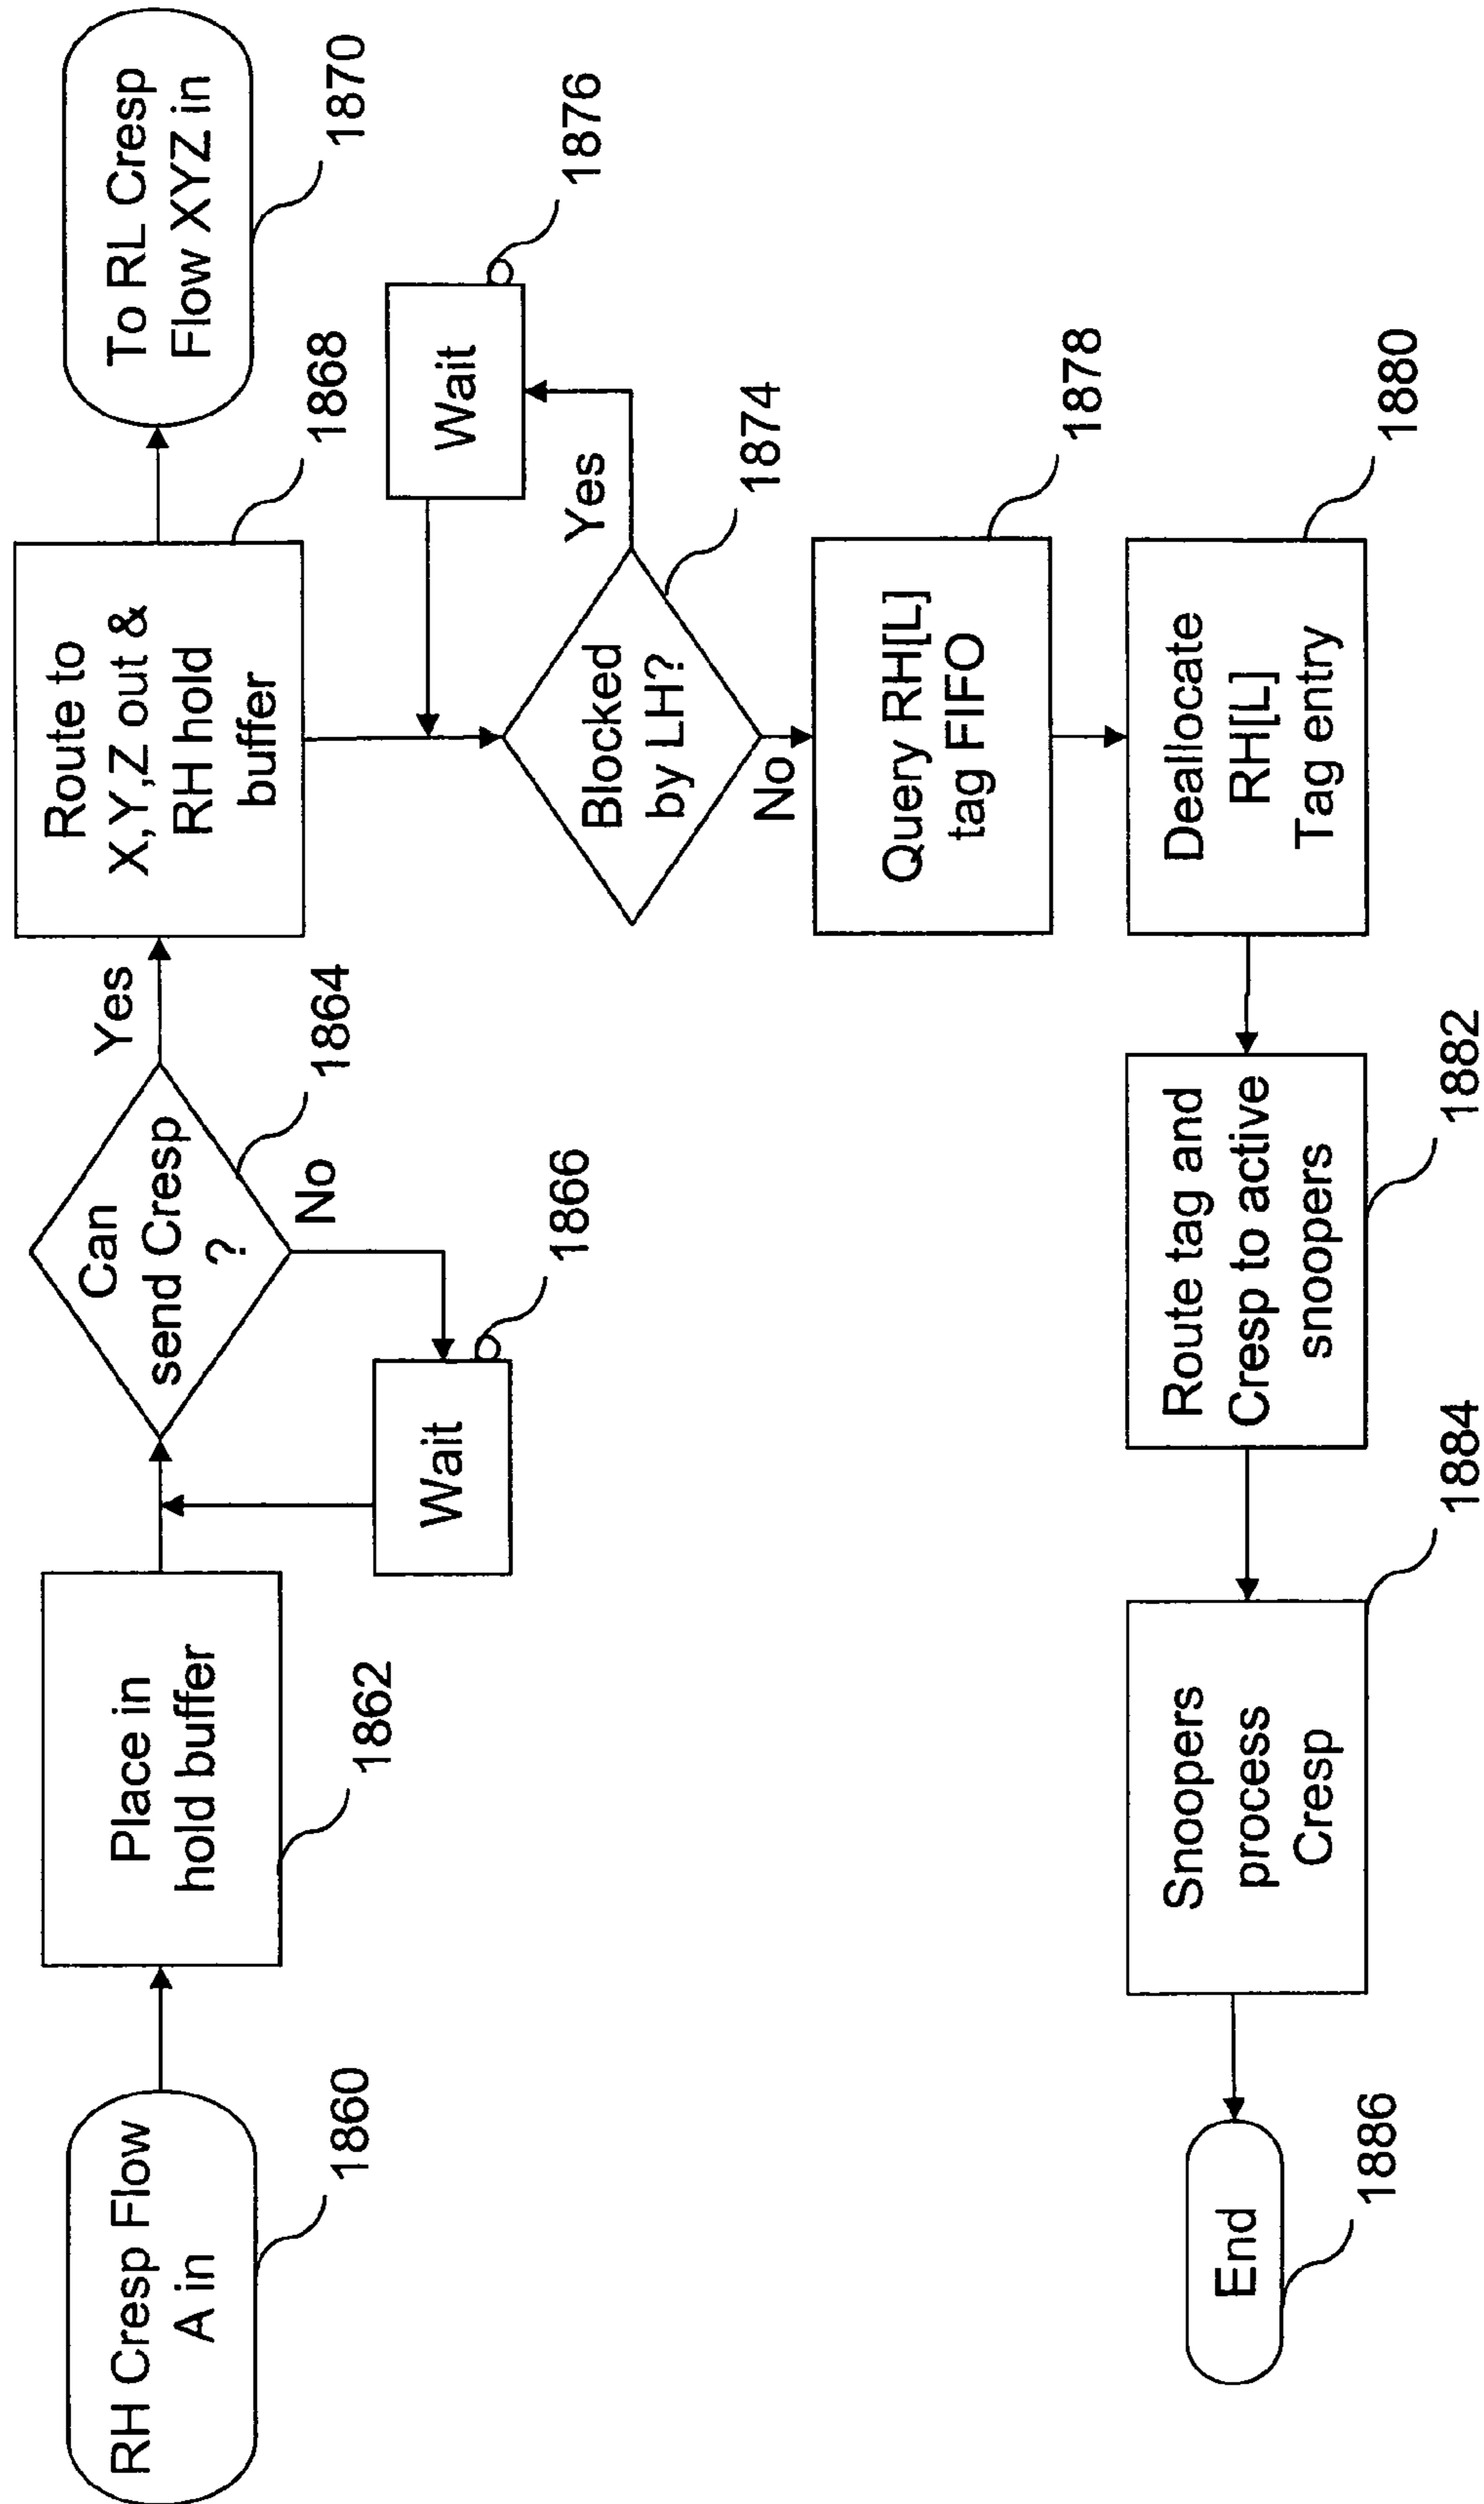 RH Cresp Flow
A in
1860
Place in
hold buffer
1862
Can
send Cresp
?
1864
Yes
No
Wait
1866
Route to
X,Y,Z out &
RH hold
buffer
1868
To RL Cresp
Flow XYZ in
1870
Blocked
by LH?
1874
Yes
Wait
1876
No
Query RH[L]
tag FIFO
1878
Deallocate
RH[L]
Tag entry
1880
Route tag and
Cresp to active
snoopers
1882
Snoopers
process
Cresp
1884
End
1886